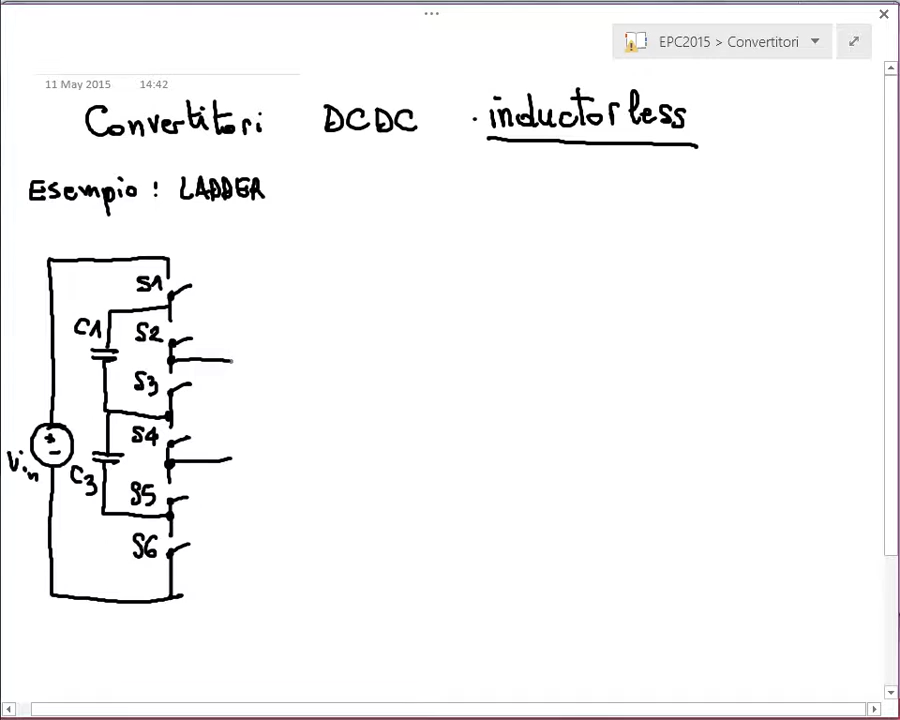 EPC2015 > Convertitori
11 May 2015 14:42
Convertitori DCDC · inductorless
Esempio : LADDER
S1
C1 S2
S3
S4
Vin C3 S5
S6